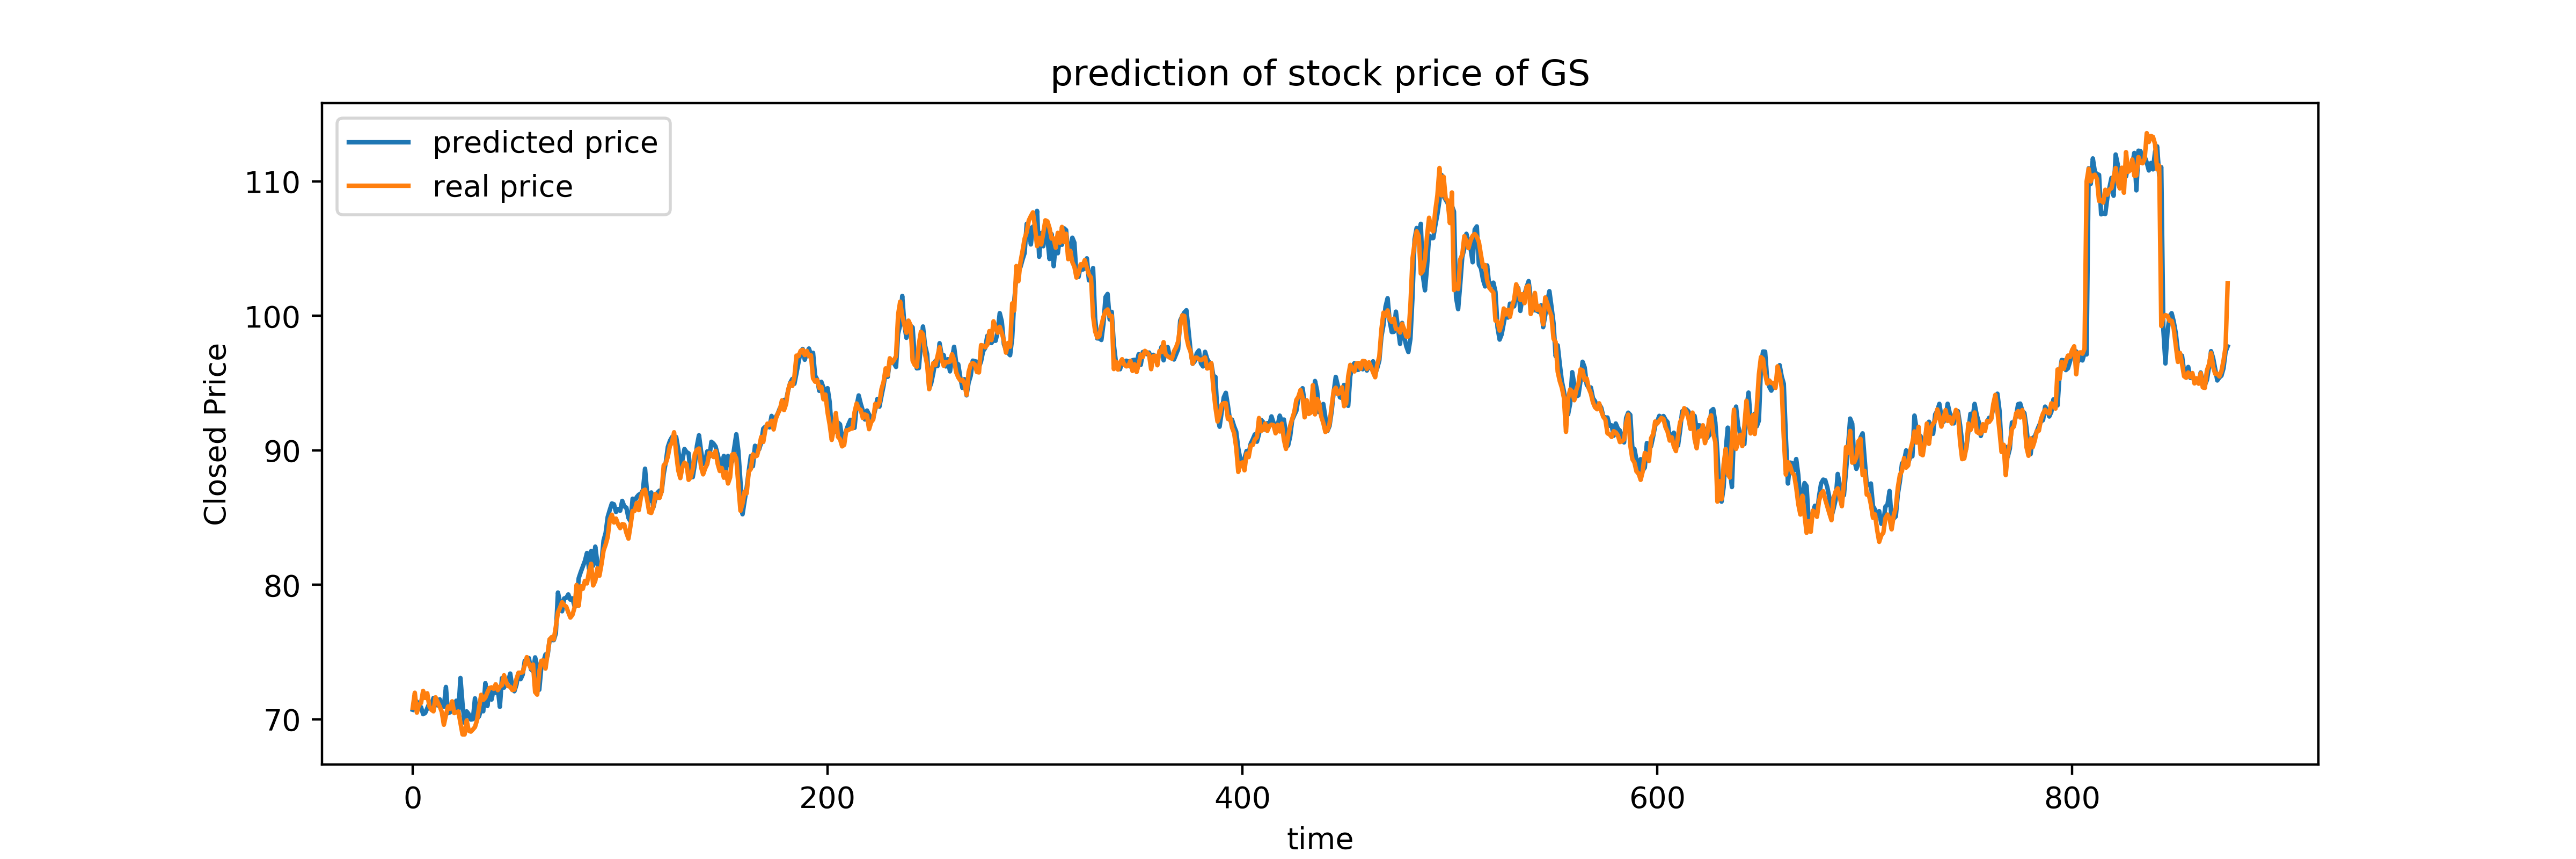 prediction of stock price of GS
predicted price
real price
Closed Price
110
100
90
80
70
0 200 400 600 800
time